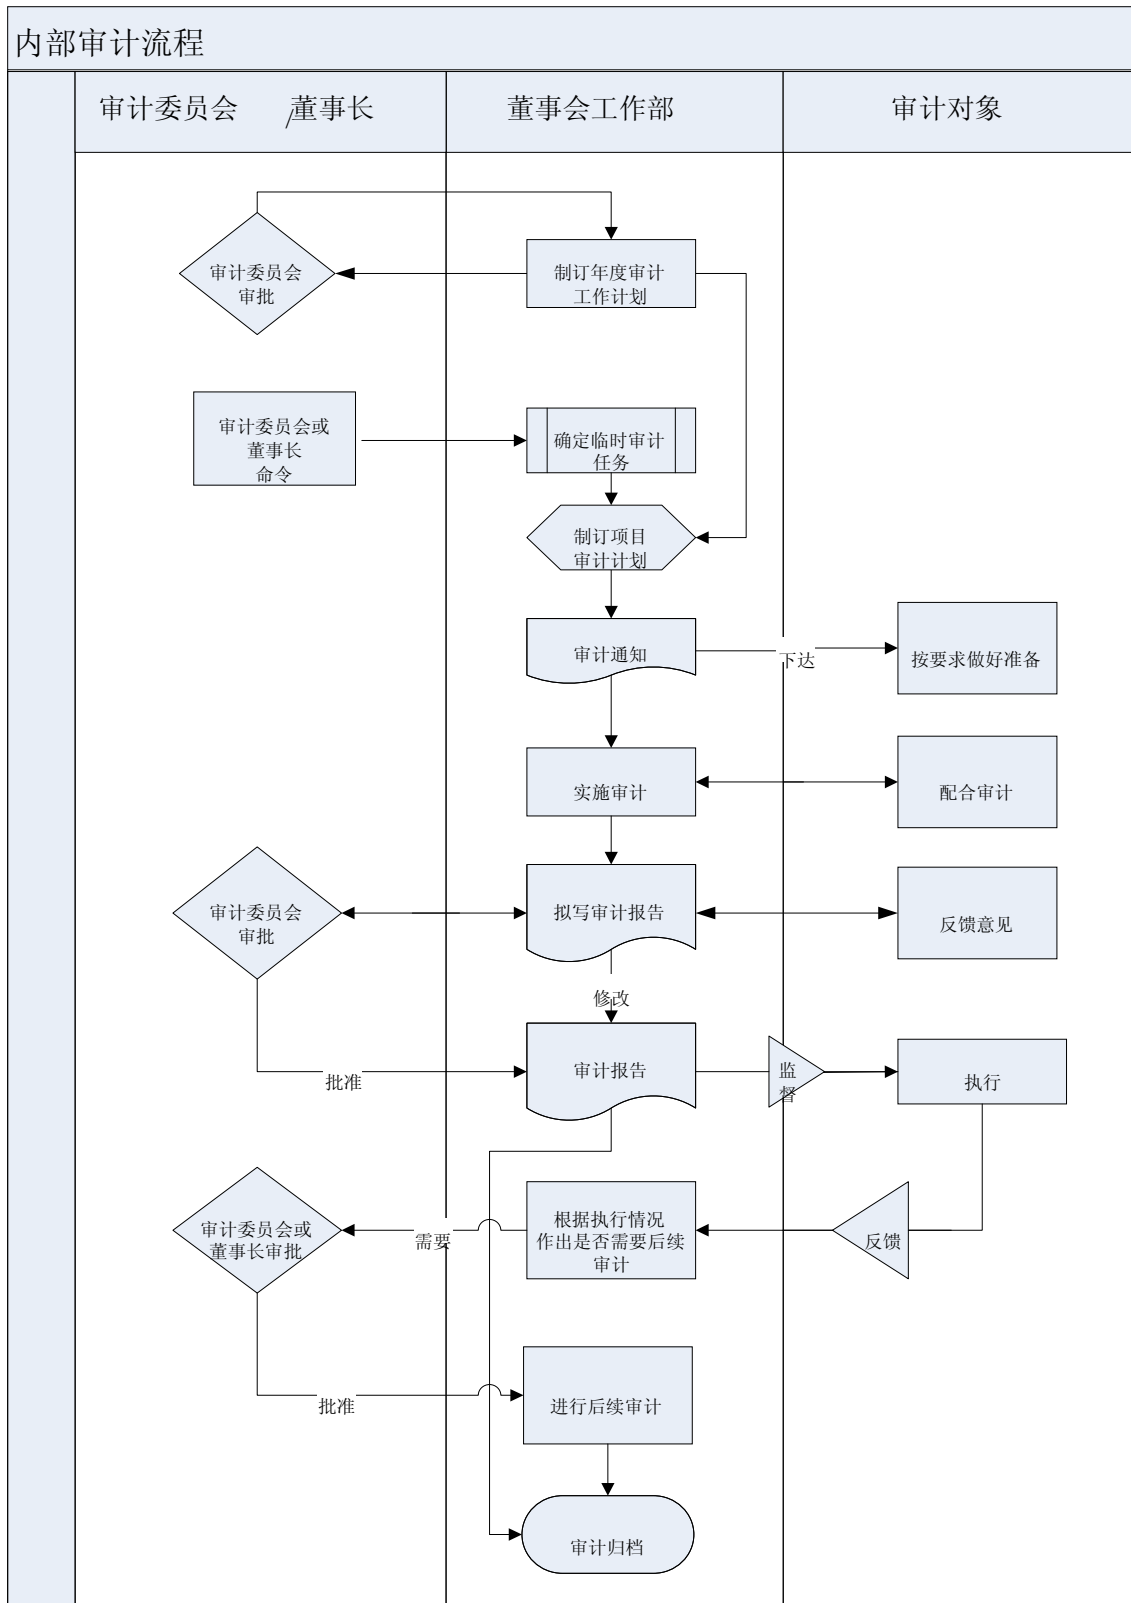 内部审计流程
审计委员会 /董事长
董事会工作部
审计对象
审计委员会
审批
制订年度审计
工作计划
审计委员会或
董事长
命令
确定临时审计
任务
制订项目
审计计划
审计通知
下达
按要求做好准备
实施审计
配合审计
审计委员会
审批
拟写审计报告
反馈意见
修改
批准
审计报告
监
督
执行
审计委员会或
董事长审批
需要
根据执行情况
作出是否需要后续
审计
反馈
批准
进行后续审计
审计归档